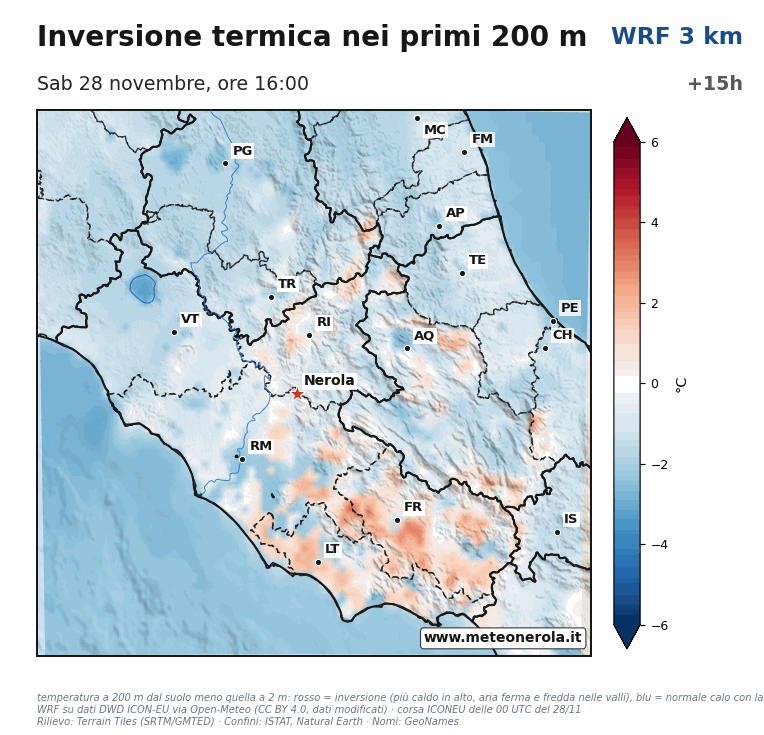 Inversione termica nei primi 200 m WRF 3 km
Sab 28 novembre, ore 16:00 +15h
MC
FM
PG
AP
TE
TR
PE
VT
RI
AQ
CH
Nerola
RM
FR
IS
LT
www.meteonerola.it
6
4
2
0
−2
−4
−6
°C
temperatura a 200 m dal suolo meno quella a 2 m: rosso = inversione (più caldo in alto, aria ferma e fredda nelle valli), blu = normale calo con la
WRF su dati DWD ICON-EU via Open-Meteo (CC BY 4.0, dati modificati) · corsa ICONEU delle 00 UTC del 28/11
Rilievo: Terrain Tiles (SRTM/GMTED) · Confini: ISTAT, Natural Earth · Nomi: GeoNames